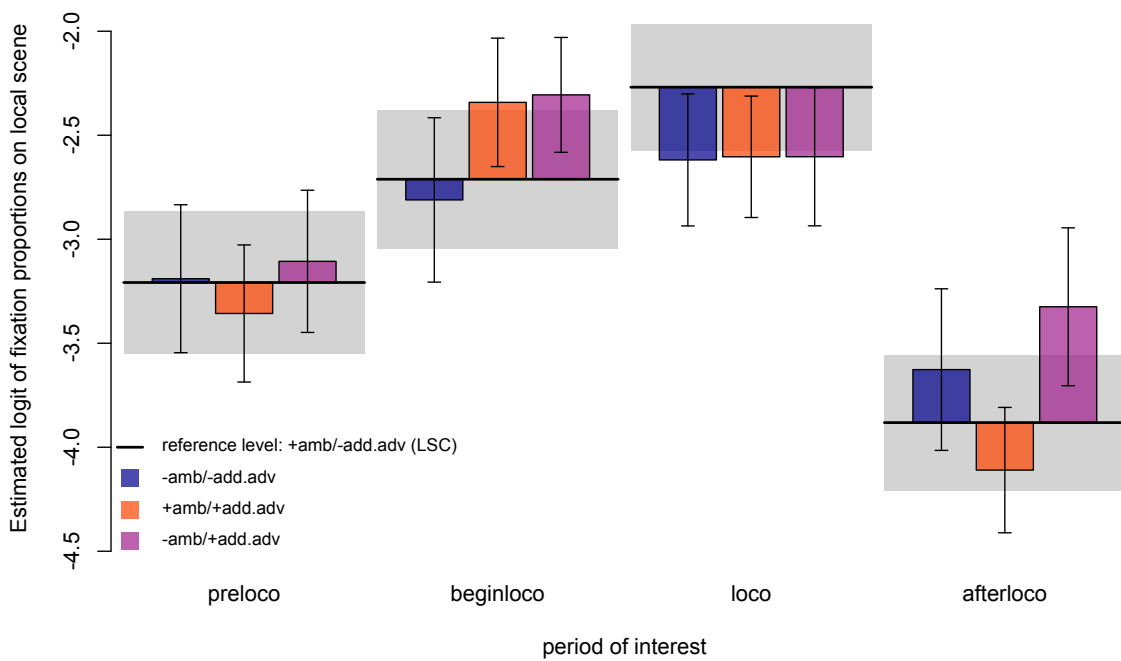 Estimated logit of fixation proportions on local scene
-2.0
-2.5
-3.0
-3.5
-4.0
-4.5
reference level: +amb/-add.adv (LSC)
-amb/-add.adv
+amb/+add.adv
-amb/+add.adv
preloco
beginloco
loco
afterloco
period of interest